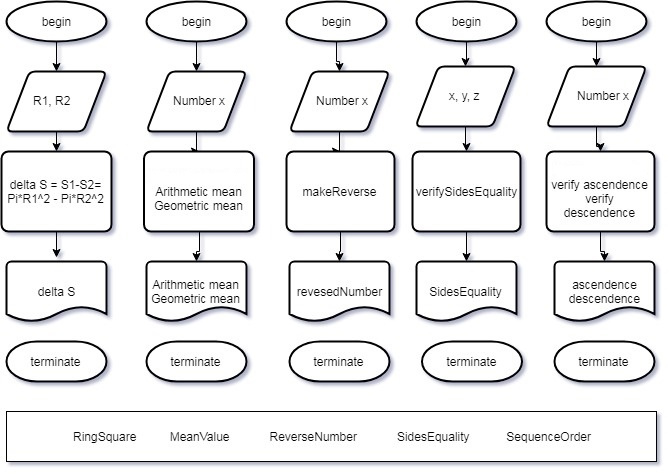 begin
R1, R2
delta S = S1-S2=
Pi*R1^2 - Pi*R2^2
delta S
terminate
begin
Number x
Arithmetic mean
Geometric mean
Arithmetic mean
Geometric mean
terminate
begin
Number x
makeReverse
revesedNumber
terminate
begin
x, y, z
verifySidesEquality
SidesEquality
terminate
begin
Number x
verify ascendence
verify
descendence
ascendence
descendence
terminate
RingSquare MeanValue ReverseNumber SidesEquality SequenceOrder